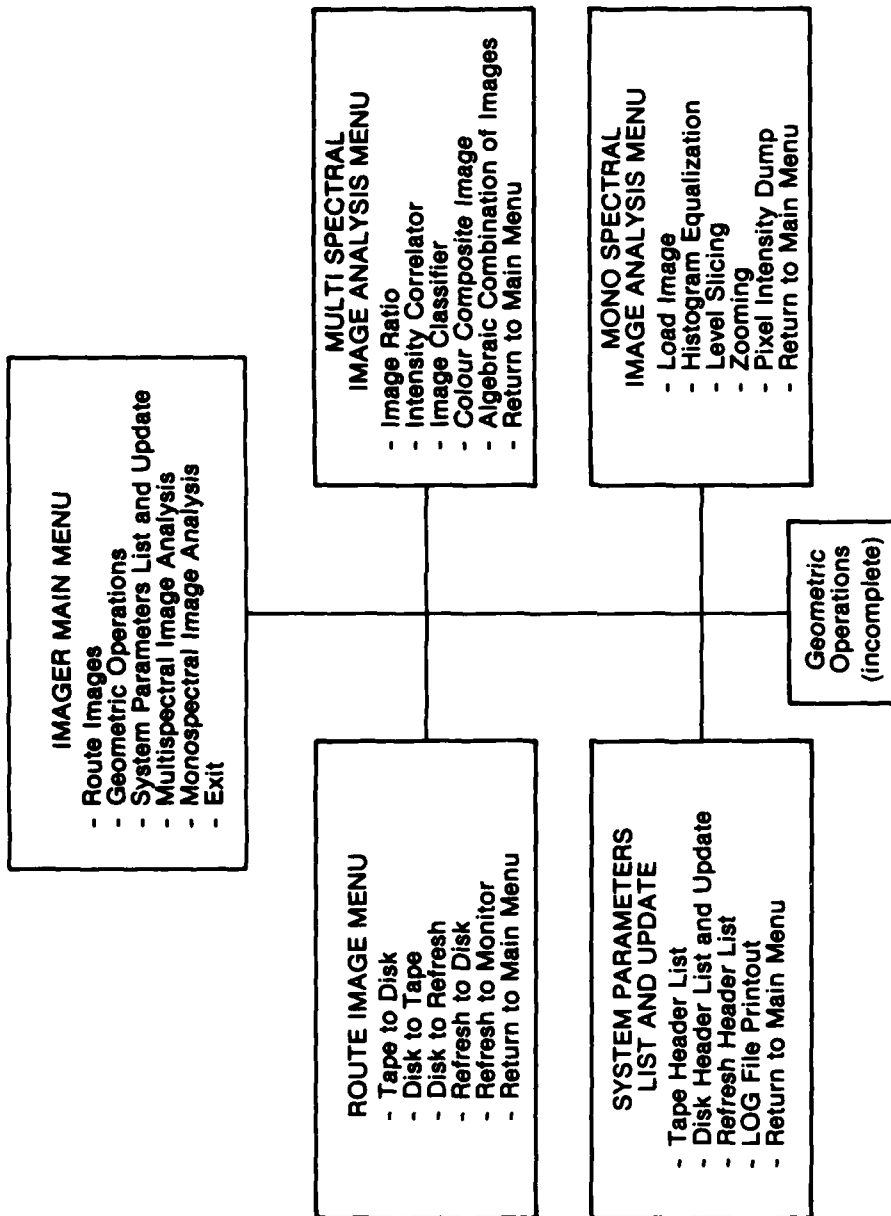 IMAGER MAIN MENU
- Route Images
- Geometric Operations
- System Parameters List and Update
- Multispectral Image Analysis
- Monospectral Image Analysis
- Exit
ROUTE IMAGE MENU
- Tape to Disk
- Disk to Tape
- Disk to Refresh
- Refresh to Disk
- Refresh to Monitor
- Return to Main Menu
MULTI SPECTRAL
IMAGE ANALYSIS MENU
- Image Ratio
- Intensity Correlator
- Image Classifier
- Colour Composite Image
- Algebraic Combination of Images
- Return to Main Menu
SYSTEM PARAMETERS
LIST AND UPDATE
- Tape Header List
- Disk Header List and Update
- Refresh Header List
- LOG File Printout
- Return to Main Menu
MONO SPECTRAL
IMAGE ANALYSIS MENU
- Load Image
- Histogram Equalization
- Level Slicing
- Zooming
- Pixel Intensity Dump
- Return to Main Menu
Geometric
Operations
(incomplete)